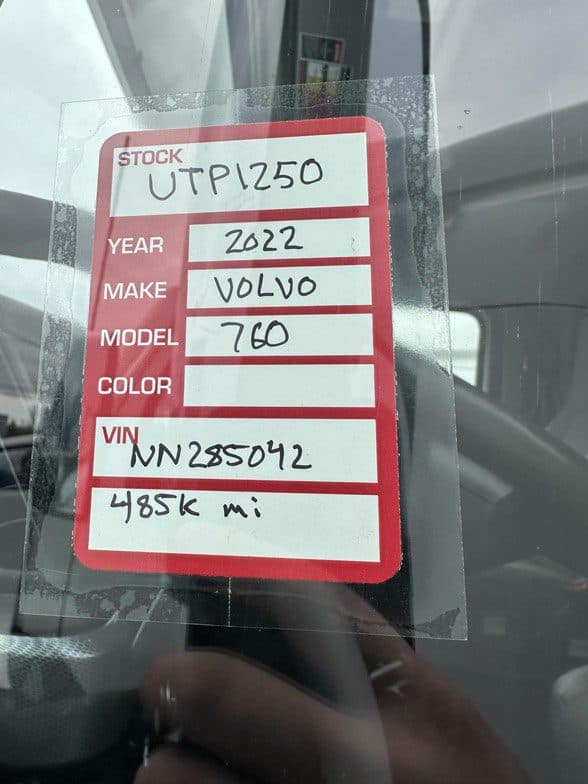 STOCK
UTP1250
YEAR 2022
MAKE VOLVO
MODEL 760
COLOR
VIN
NN285042
485K mi